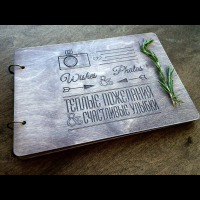 Wishes & Photos
ТЕПЛЫЕ ПОЖЕЛАНИЯ
& СЧАСТЛИВЫЕ УЛЫБКИ